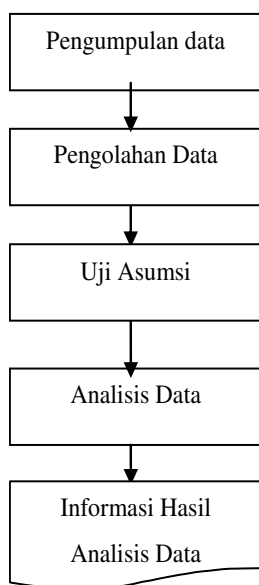 Pengumpulan data
Pengolahan Data
Uji Asumsi
Analisis Data
Informasi Hasil
Analisis Data